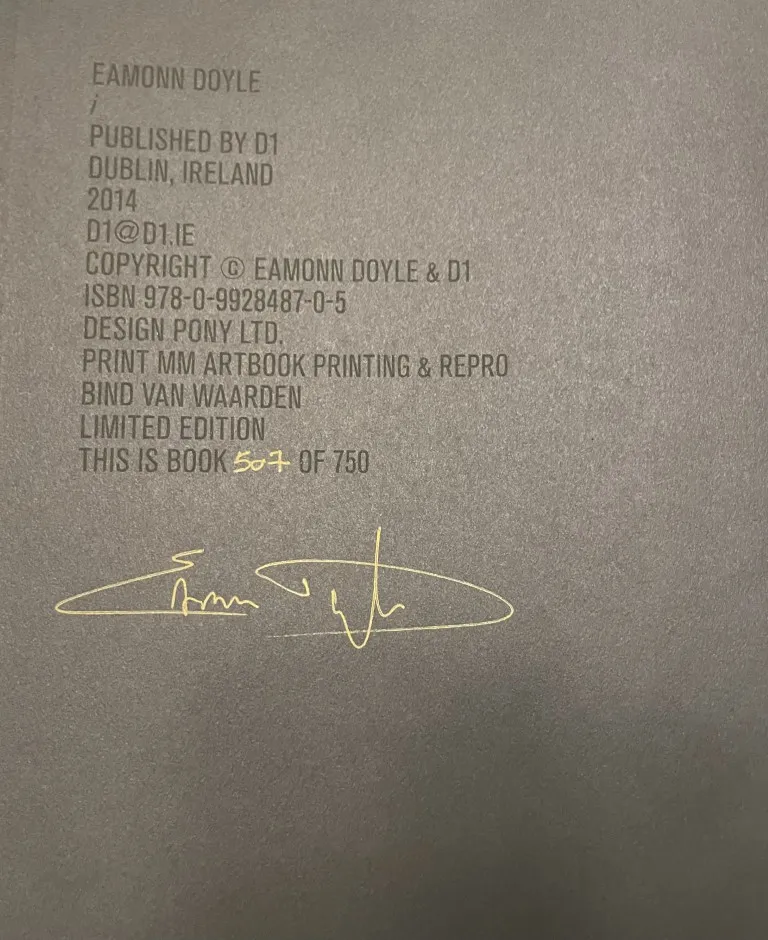 EAMONN DOYLE
i
PUBLISHED BY D1
DUBLIN, IRELAND
2014
D1@D1.IE
COPYRIGHT © EAMONN DOYLE & D1
ISBN 978-0-9928487-0-5
DESIGN PONY LTD.
PRINT MM ARTBOOK PRINTING & REPRO
BIND VAN WAARDEN
LIMITED EDITION
THIS IS BOOK 507 OF 750
Eamonn Doyle